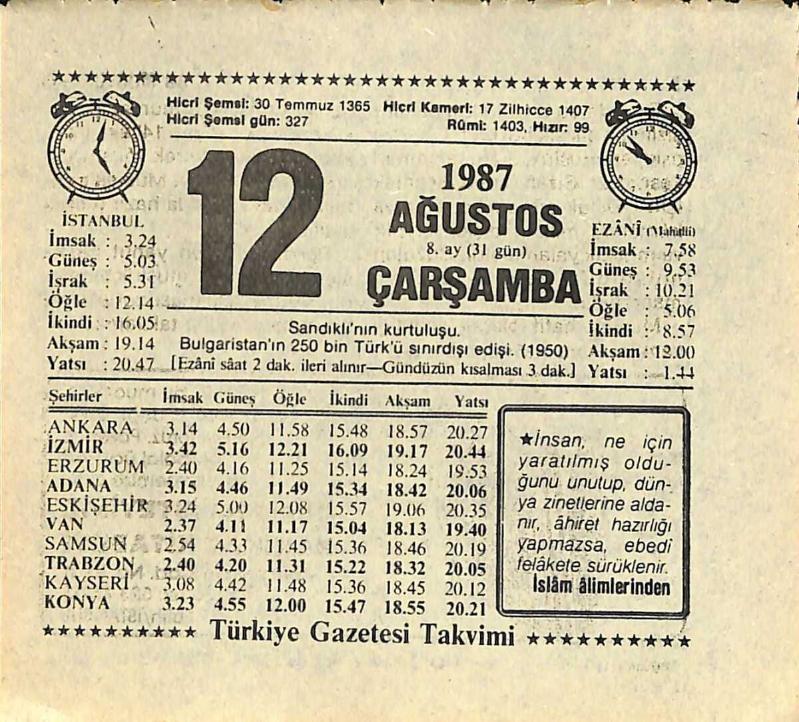 ★★★★★★★★★★★★★★★★★★★★★★★★★★★★★★★★★★★★★★★★★★★★★★★
Hicri Şemsi: 30 Temmuz 1365 Hicri Kameri: 17 Zilhicce 1407
Hicri Şemsi gün: 327 Rûmi: 1403, Hızır: 99
12
1987
AĞUSTOS
8. ay (31 gün)
ÇARŞAMBA
İSTANBUL
İmsak : 3.24
Güneş : 5.03
İşrak : 5.31
Öğle : 12.14
İkindi : 16.05
Akşam : 19.14
Yatsı : 20.47
EZÂNÎ (Mahalli)
İmsak : 7.58
Güneş : 9.53
İşrak : 10.21
Öğle : 5.06
İkindi : 8.57
Akşam : 12.00
Yatsı : 1.44
Sandıklı'nın kurtuluşu.
Bulgaristan'ın 250 bin Türk'ü sınırdışı edişi. (1950)
[Ezânî sâat 2 dak. ileri alınır—Gündüzün kısalması 3 dak.]
Şehirler İmsak Güneş Öğle İkindi Akşam Yatsı
ANKARA 3.14 4.50 11.58 15.48 18.57 20.27
İZMİR 3.42 5.16 12.21 16.09 19.17 20.44
ERZURUM 2.40 4.16 11.25 15.14 18.24 19.53
ADANA 3.15 4.46 11.49 15.34 18.42 20.06
ESKİŞEHİR 3.24 5.00 12.08 15.57 19.06 20.35
VAN 2.37 4.11 11.17 15.04 18.13 19.40
SAMSUN 2.54 4.33 11.45 15.36 18.46 20.19
TRABZON 2.40 4.20 11.31 15.22 18.32 20.05
KAYSERİ 3.08 4.42 11.48 15.36 18.45 20.12
KONYA 3.23 4.55 12.00 15.47 18.55 20.21
★İnsan, ne için
yaratılmış oldu-
ğunu unutup, dün-
ya zinetlerine alda-
nır, âhiret hazırlığı
yapmazsa, ebedi
felâkete sürüklenir.
İslâm âlimlerinden
★★★★★★★★★★ Türkiye Gazetesi Takvimi ★★★★★★★★★★